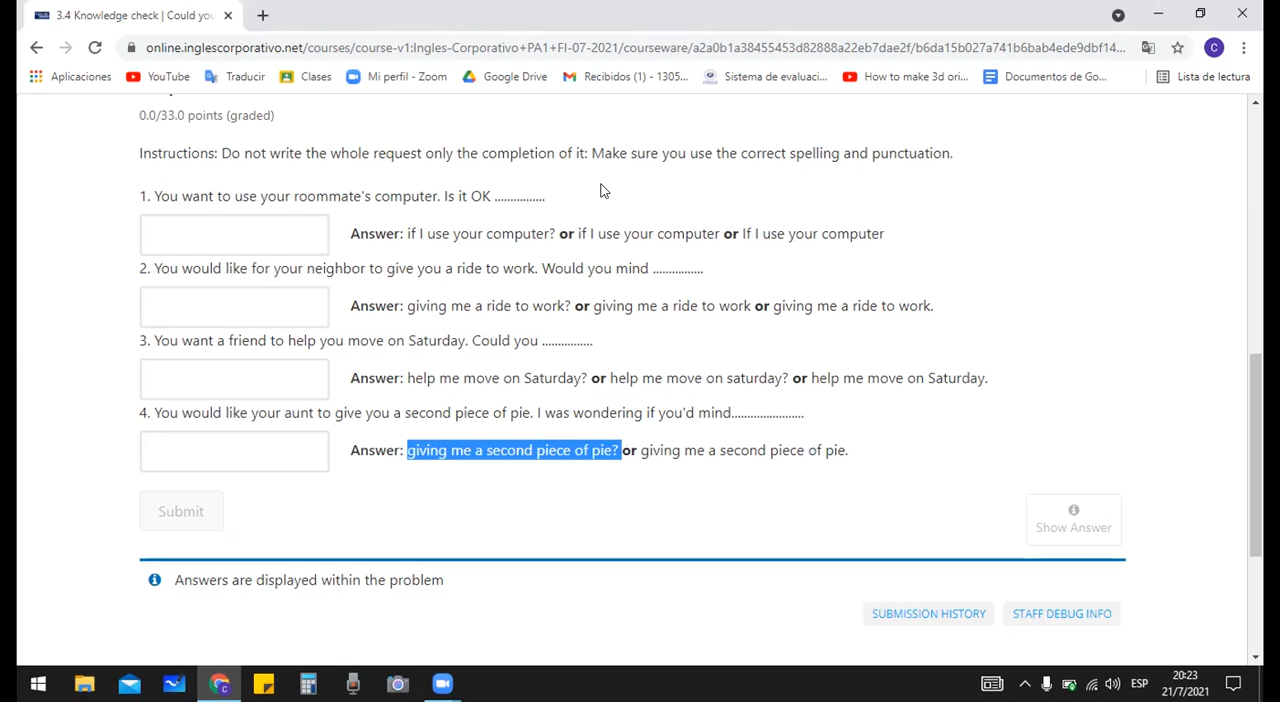 3.4 Knowledge check | Could you
online.inglescorporativo.net/courses/course-v1:Ingles-Corporativo+PA1+FI-07-2021/courseware/a2a0b1a38455453d82888a22eb7dae2f/b6da15b027a741b6bab4ede9dbf14...
C
Aplicaciones YouTube Traducir Clases Mi perfil - Zoom Google Drive Recibidos (1) - 1305... Sistema de evaluaci... How to make 3d ori... Documentos de Go... Lista de lectura
0.0/33.0 points (graded)
Instructions: Do not write the whole request only the completion of it: Make sure you use the correct spelling and punctuation.
1. You want to use your roommate's computer. Is it OK ................
Answer: if I use your computer? or if I use your computer or If I use your computer
2. You would like for your neighbor to give you a ride to work. Would you mind ................
Answer: giving me a ride to work? or giving me a ride to work or giving me a ride to work.
3. You want a friend to help you move on Saturday. Could you ................
Answer: help me move on Saturday? or help me move on saturday? or help me move on Saturday.
4. You would like your aunt to give you a second piece of pie. I was wondering if you'd mind.......................
Answer: giving me a second piece of pie? or giving me a second piece of pie.
Submit
Show Answer
Answers are displayed within the problem
SUBMISSION HISTORY STAFF DEBUG INFO
ESP
20:23
21/7/2021